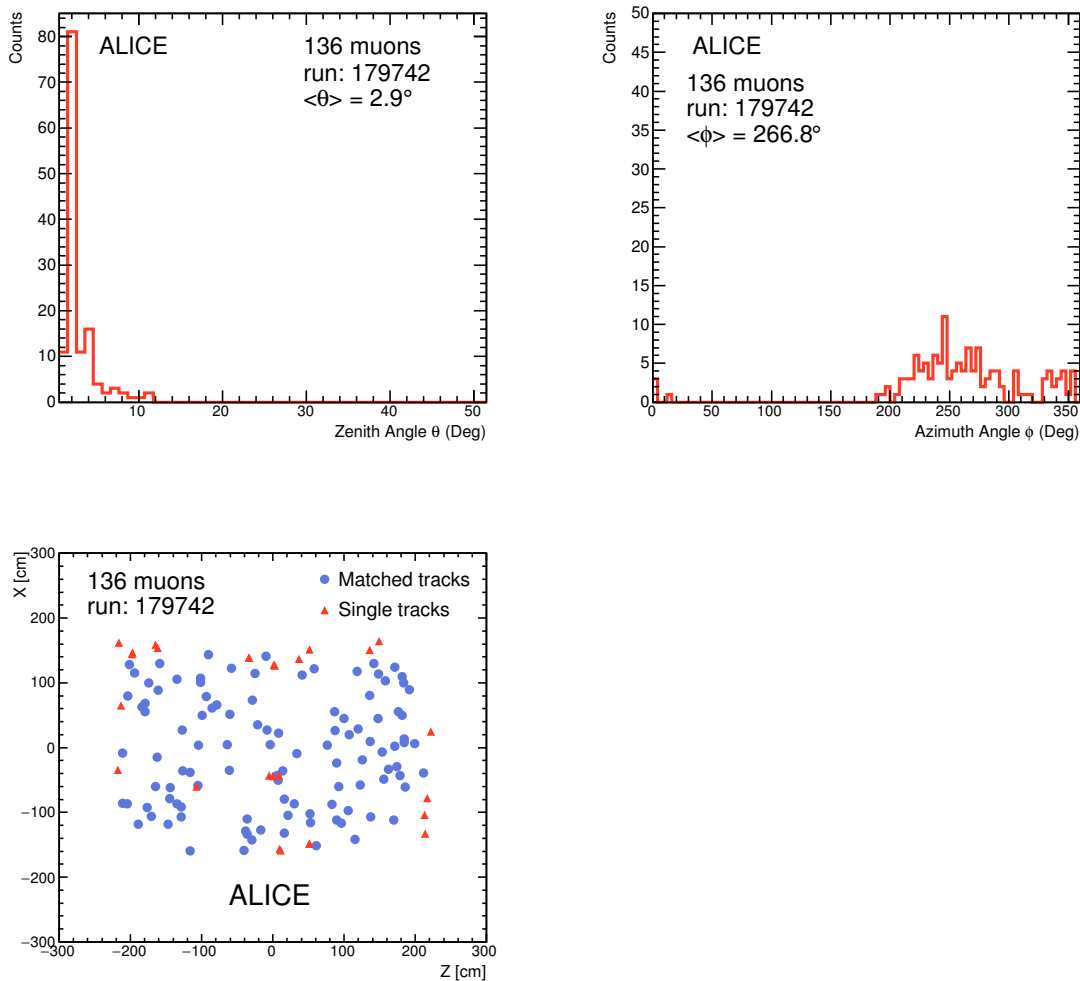 Counts
80
70
60
50
40
30
20
10
0
ALICE
136 muons
run: 179742
<θ> = 2.9°
10 20 30 40 50
Zenith Angle θ (Deg)
Counts
50
45
40
35
30
25
20
15
10
5
0
ALICE
136 muons
run: 179742
<ϕ> = 266.8°
0 50 100 150 200 250 300 350
Azimuth Angle ϕ (Deg)
X [cm]
300
200
100
0
−100
−200
−300
136 muons
run: 179742
Matched tracks
Single tracks
ALICE
−300 −200 −100 0 100 200 300
Z [cm]